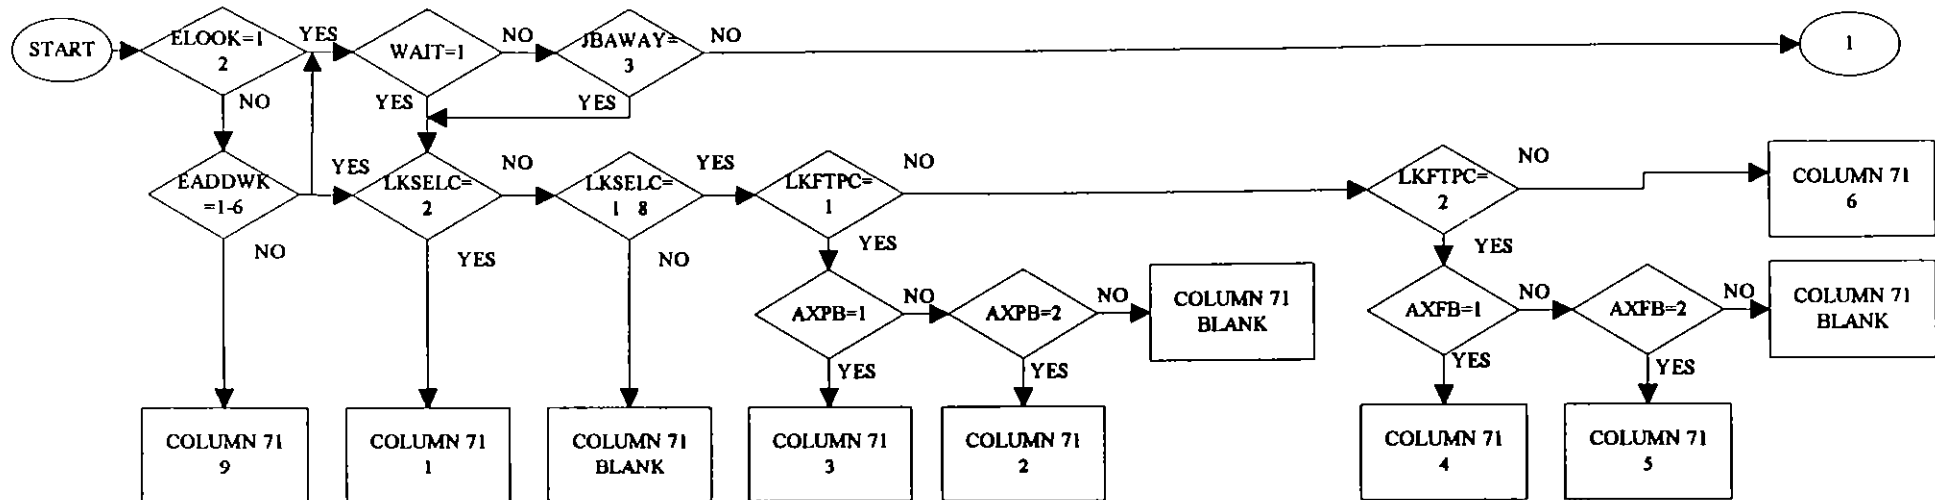 START
ELOOK=1
2
YES
WAIT=1
NO
JBAWAY=
3
NO
1
NO
YES
YES
EADDWK
=1-6
YES
LKSELC=
2
NO
LKSELC=
1 8
YES
LKFTPC=
1
NO
LKFTPC=
2
NO
COLUMN 71
6
NO
YES
NO
YES
YES
AXPB=1
NO
AXPB=2
NO
COLUMN 71
BLANK
AXFB=1
NO
AXFB=2
NO
COLUMN 71
BLANK
YES
YES
YES
YES
COLUMN 71
9
COLUMN 71
1
COLUMN 71
BLANK
COLUMN 71
3
COLUMN 71
2
COLUMN 71
4
COLUMN 71
5